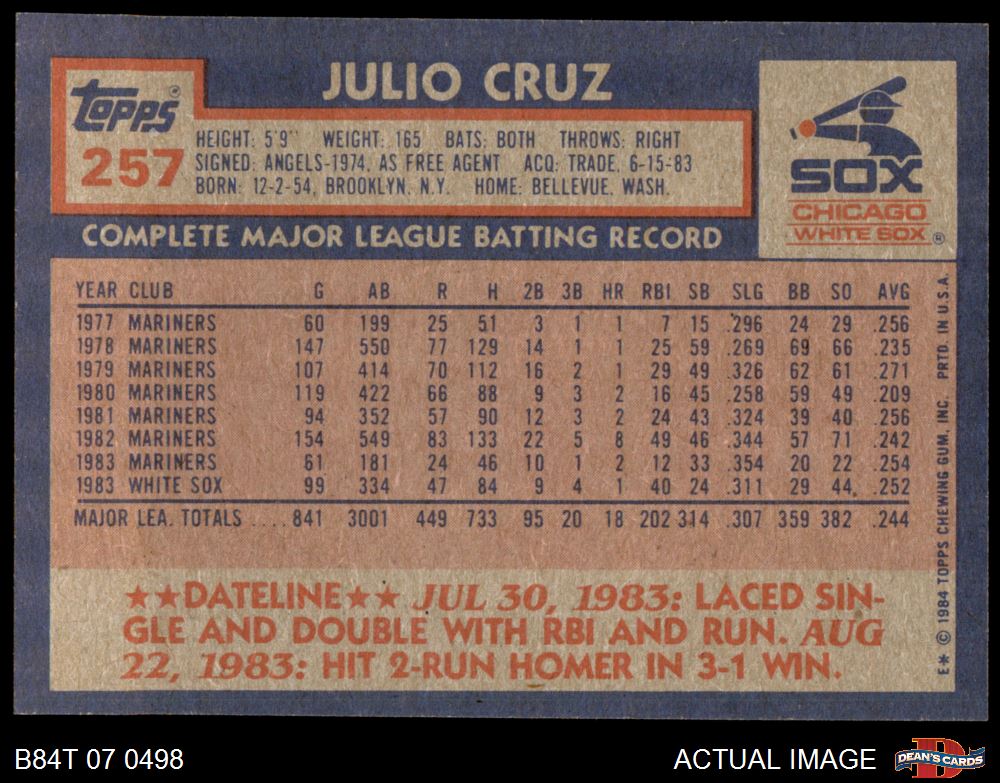 JULIO CRUZ
Topps
257
HEIGHT: 5'9" WEIGHT: 165 BATS: BOTH THROWS: RIGHT
SIGNED: ANGELS-1974, AS FREE AGENT ACQ: TRADE, 6-15-83
BORN: 12-2-54, BROOKLYN, N.Y. HOME: BELLEVUE, WASH.
SOX
CHICAGO
WHITE SOX ®
COMPLETE MAJOR LEAGUE BATTING RECORD
YEAR CLUB G AB R H 2B 3B HR RBI SB SLG BB SO AVG
1977 MARINERS 60 199 25 51 3 1 1 7 15 .296 24 29 .256
1978 MARINERS 147 550 77 129 14 1 1 25 59 .269 69 66 .235
1979 MARINERS 107 414 70 112 16 2 1 29 49 .326 62 61 .271
1980 MARINERS 119 422 66 88 9 3 2 16 45 .258 59 49 .209
1981 MARINERS 94 352 57 90 12 3 2 24 43 .324 39 40 .256
1982 MARINERS 154 549 83 133 22 5 8 49 46 .344 57 71 .242
1983 MARINERS 61 181 24 46 10 1 2 12 33 .354 20 22 .254
1983 WHITE SOX 99 334 47 84 9 4 1 40 24 .311 29 44 .252
MAJOR LEA. TOTALS ....841 3001 449 733 95 20 18 202 314 .307 359 382 .244
★★DATELINE★★ JUL 30, 1983: LACED SIN-
GLE AND DOUBLE WITH RBI AND RUN. AUG
22, 1983: HIT 2-RUN HOMER IN 3-1 WIN.
E* © 1984 TOPPS CHEWING GUM, INC. PRTD. IN U.S.A.
B84T 07 0498
ACTUAL IMAGE
D
DEAN'S CARDS